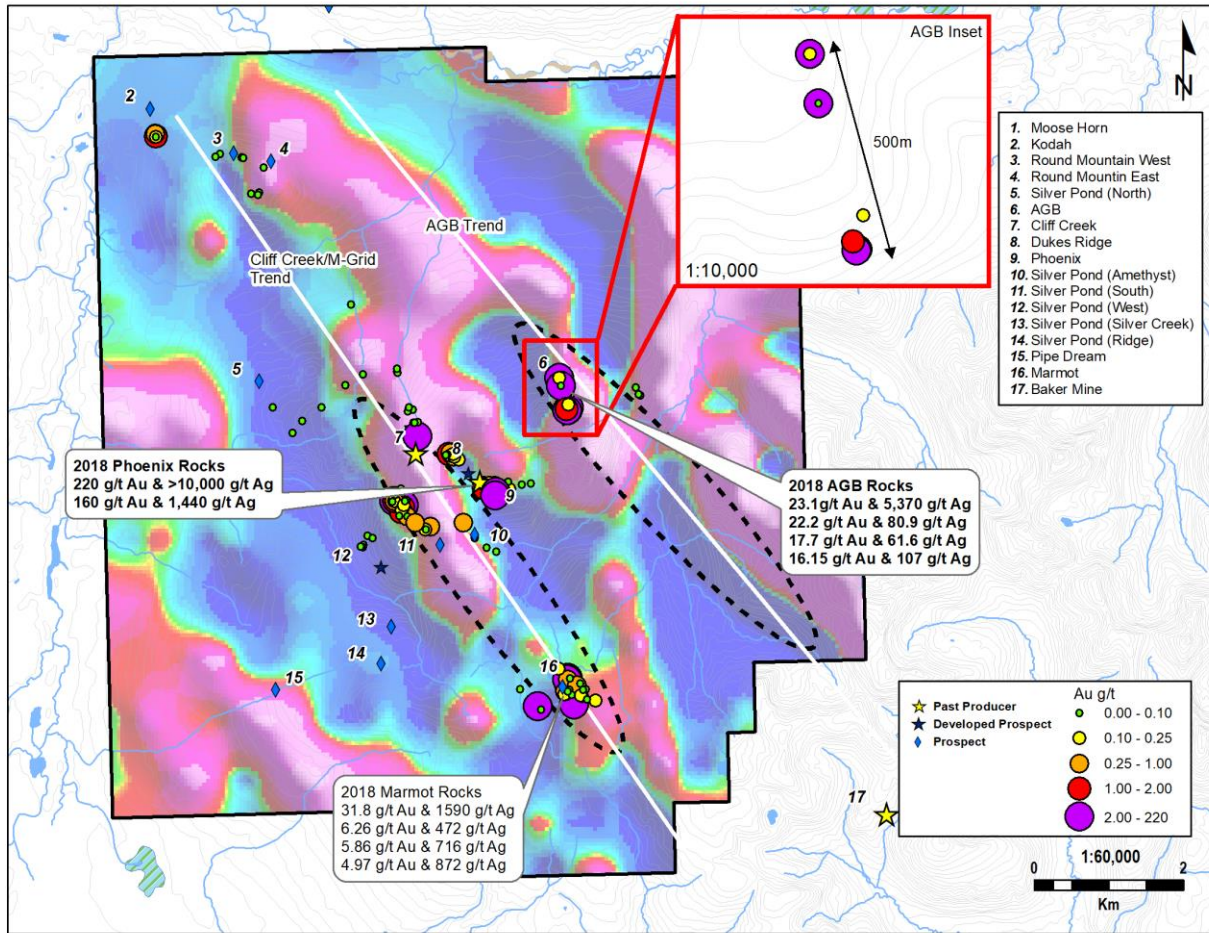 AGB Inset
500m
1:10,000
N
1. Moose Horn
2. Kodah
3. Round Mountain West
4. Round Mountin East
5. Silver Pond (North)
6. AGB
7. Cliff Creek
8. Dukes Ridge
9. Phoenix
10. Silver Pond (Amethyst)
11. Silver Pond (South)
12. Silver Pond (West)
13. Silver Pond (Silver Creek)
14. Silver Pond (Ridge)
15. Pipe Dream
16. Marmot
17. Baker Mine
2
3
4
AGB Trend
Cliff Creek/M-Grid
Trend
5
6
7
8
9
10
11
12
13
14
15
16
17
2018 Phoenix Rocks
220 g/t Au & >10,000 g/t Ag
160 g/t Au & 1,440 g/t Ag
2018 AGB Rocks
23.1g/t Au & 5,370 g/t Ag
22.2 g/t Au & 80.9 g/t Ag
17.7 g/t Au & 61.6 g/t Ag
16.15 g/t Au & 107 g/t Ag
2018 Marmot Rocks
31.8 g/t Au & 1590 g/t Ag
6.26 g/t Au & 472 g/t Ag
5.86 g/t Au & 716 g/t Ag
4.97 g/t Au & 872 g/t Ag
Past Producer
Developed Prospect
Prospect
Au g/t
0.00 - 0.10
0.10 - 0.25
0.25 - 1.00
1.00 - 2.00
2.00 - 220
1:60,000
0 2
Km